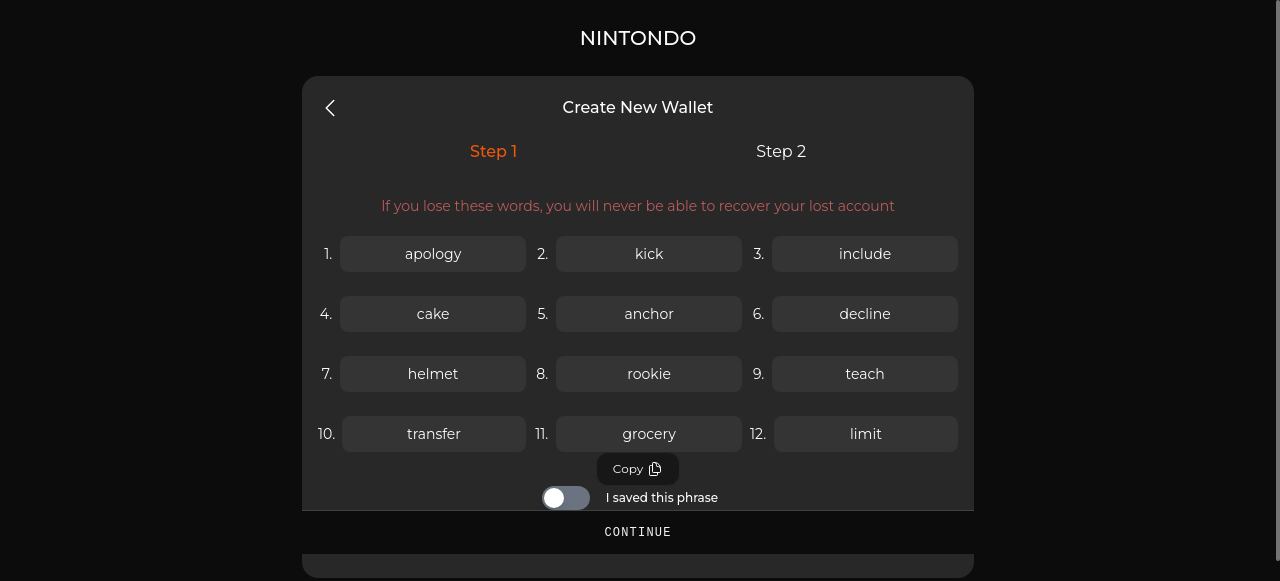 NINTONDO
Create New Wallet
Step 1 Step 2
If you lose these words, you will never be able to recover your lost account
1. apology 2. kick 3. include
4. cake 5. anchor 6. decline
7. helmet 8. rookie 9. teach
10. transfer 11. grocery 12. limit
Copy
I saved this phrase
CONTINUE